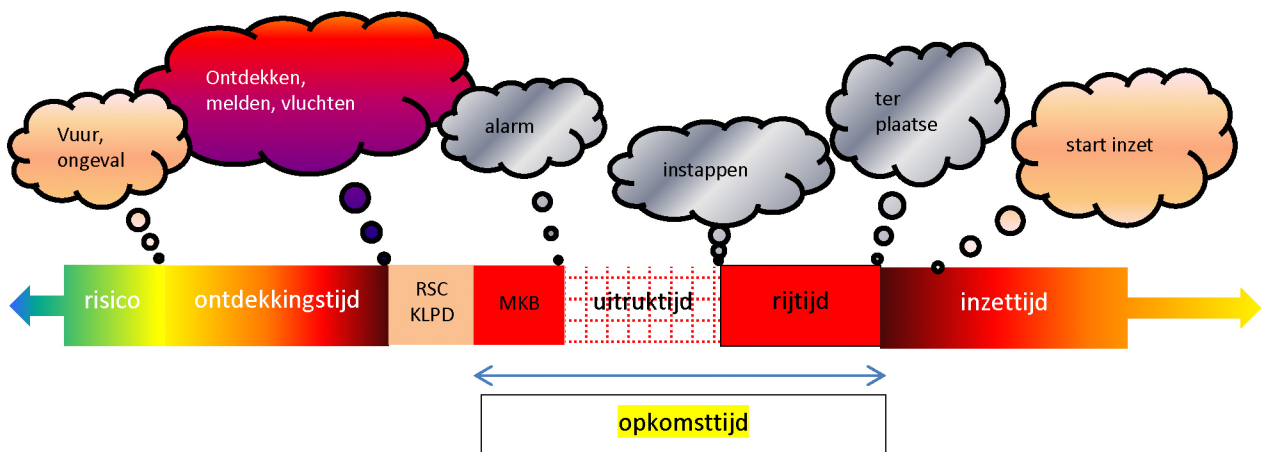 Ontdekken,
melden, vluchten
Vuur,
ongeval
alarm
instappen
ter
plaatse
start inzet
risico
ontdekkingstijd
RSC
KLPD
MKB
uitruktijd
rijtijd
inzettijd
opkomsttijd